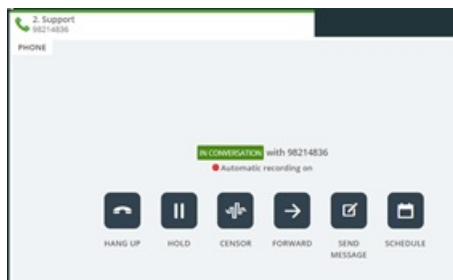 2. Support
98214836
PHONE
IN CONVERSATION with 98214836
Automatic recording on
HANG UP
HOLD
CENSOR
FORWARD
SEND
MESSAGE
SCHEDULE